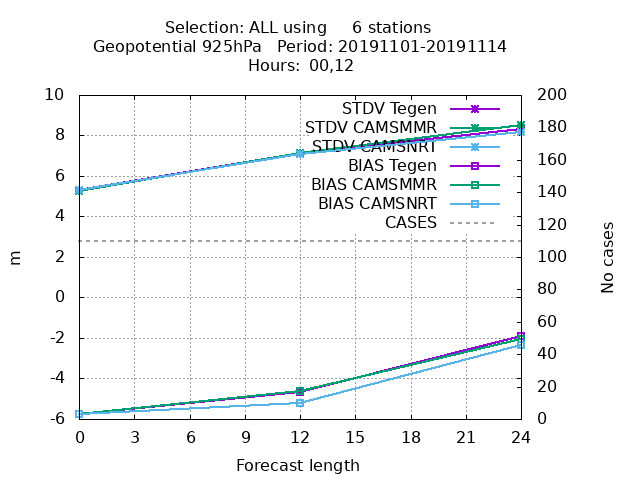 Selection: ALL using     6 stations
Geopotential 925hPa   Period: 20191101-20191114
Hours: 00,12
10
8
6
4
2
0
-2
-4
-6
m
200
180
160
140
120
100
80
60
40
20
0
No cases
STDV Tegen
STDV CAMSMMR
STDV CAMSNRT
BIAS Tegen
BIAS CAMSMMR
BIAS CAMSNRT
CASES
0 3 6 9 12 15 18 21 24
Forecast length